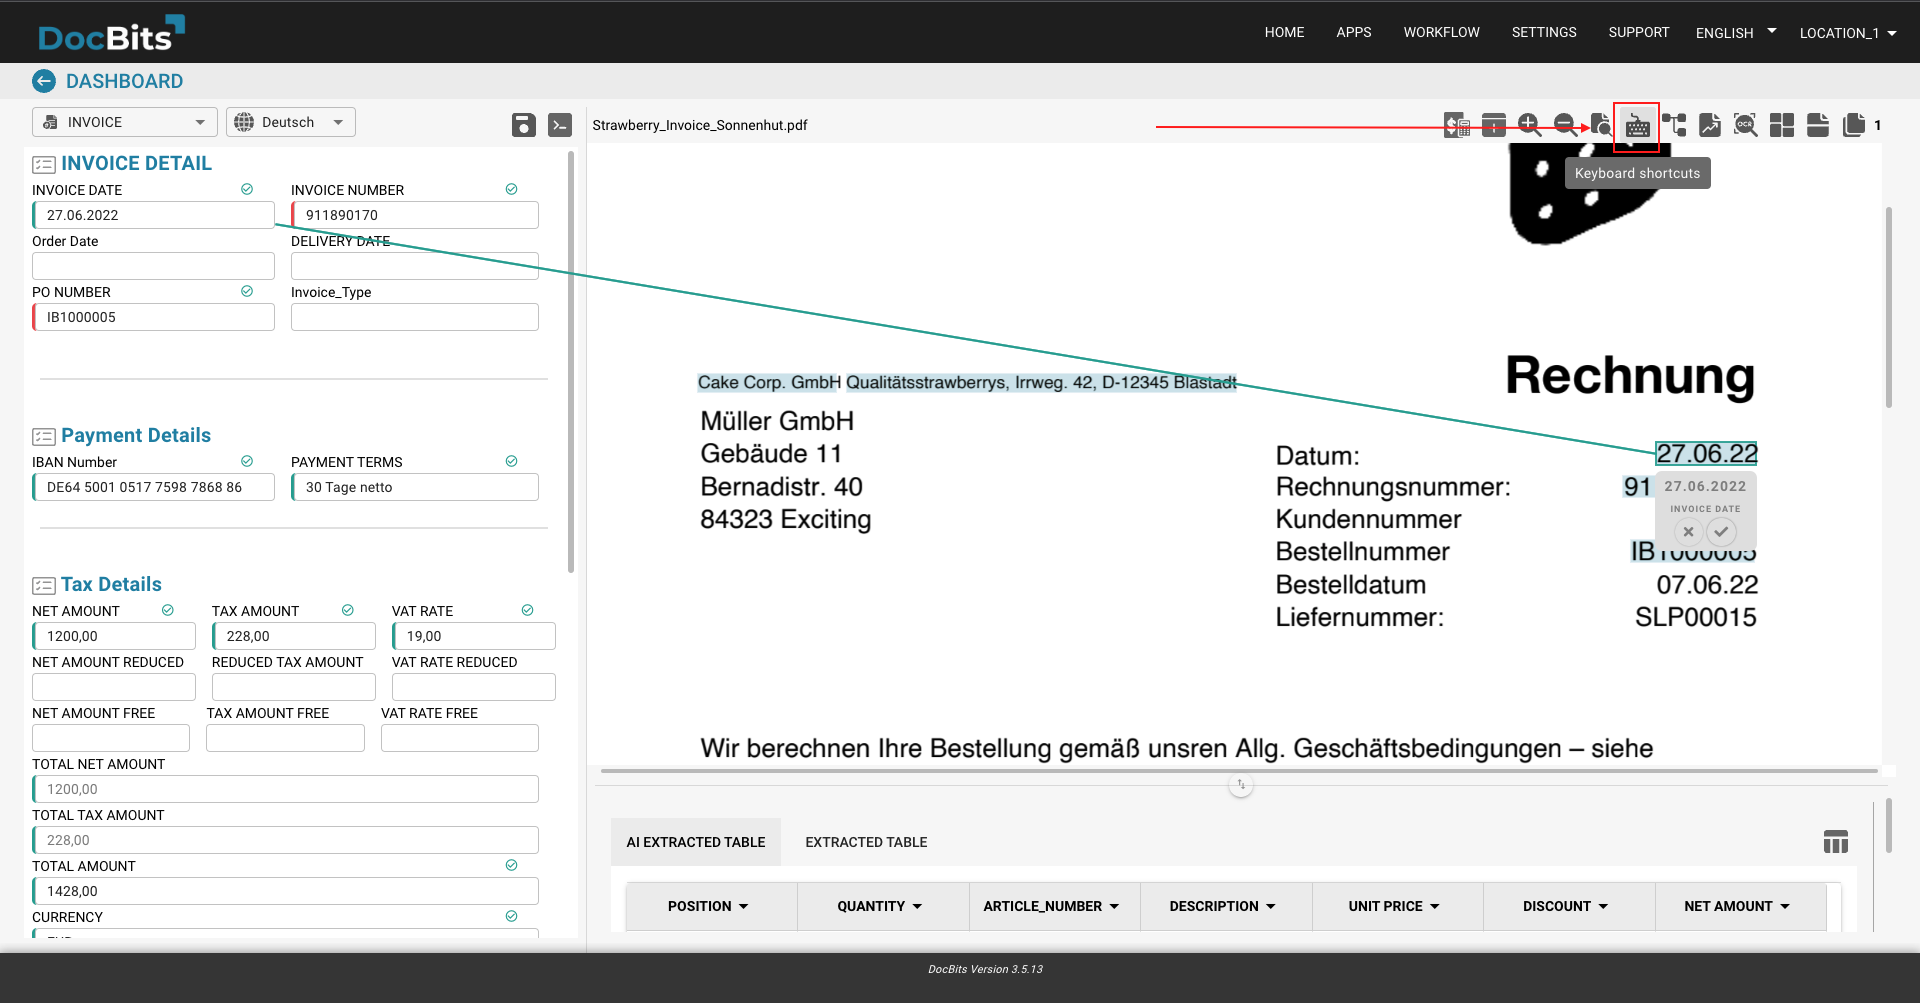 DocBits
HOME APPS WORKFLOW SETTINGS SUPPORT ENGLISH LOCATION_1
DASHBOARD
INVOICE Deutsch
Strawberry_Invoice_Sonnenhut.pdf
OCR
1
Keyboard shortcuts
INVOICE DETAIL
INVOICE DATE INVOICE NUMBER
27.06.2022 911890170
Order Date DELIVERY DATE
PO NUMBER Invoice_Type
IB1000005
Payment Details
IBAN Number PAYMENT TERMS
DE64 5001 0517 7598 7868 86 30 Tage netto
Tax Details
NET AMOUNT TAX AMOUNT VAT RATE
1200,00 228,00 19,00
NET AMOUNT REDUCED REDUCED TAX AMOUNT VAT RATE REDUCED
NET AMOUNT FREE TAX AMOUNT FREE VAT RATE FREE
TOTAL NET AMOUNT
1200,00
TOTAL TAX AMOUNT
228,00
TOTAL AMOUNT
1428,00
CURRENCY
Rechnung
Cake Corp. GmbH Qualitätsstrawberrys, Irrweg. 42, D-12345 Blastadt
Müller GmbH
Gebäude 11
Bernadistr. 40
84323 Exciting
Datum: 27.06.22
Rechnungsnummer: 91
Kundennummer
Bestellnummer IB1000005
Bestelldatum 07.06.22
Liefernummer: SLP00015
27.06.2022
INVOICE DATE
Wir berechnen Ihre Bestellung gemäß unsren Allg. Geschäftsbedingungen – siehe
AI EXTRACTED TABLE EXTRACTED TABLE
POSITION QUANTITY ARTICLE_NUMBER DESCRIPTION UNIT PRICE DISCOUNT NET AMOUNT
DocBits Version 3.5.13